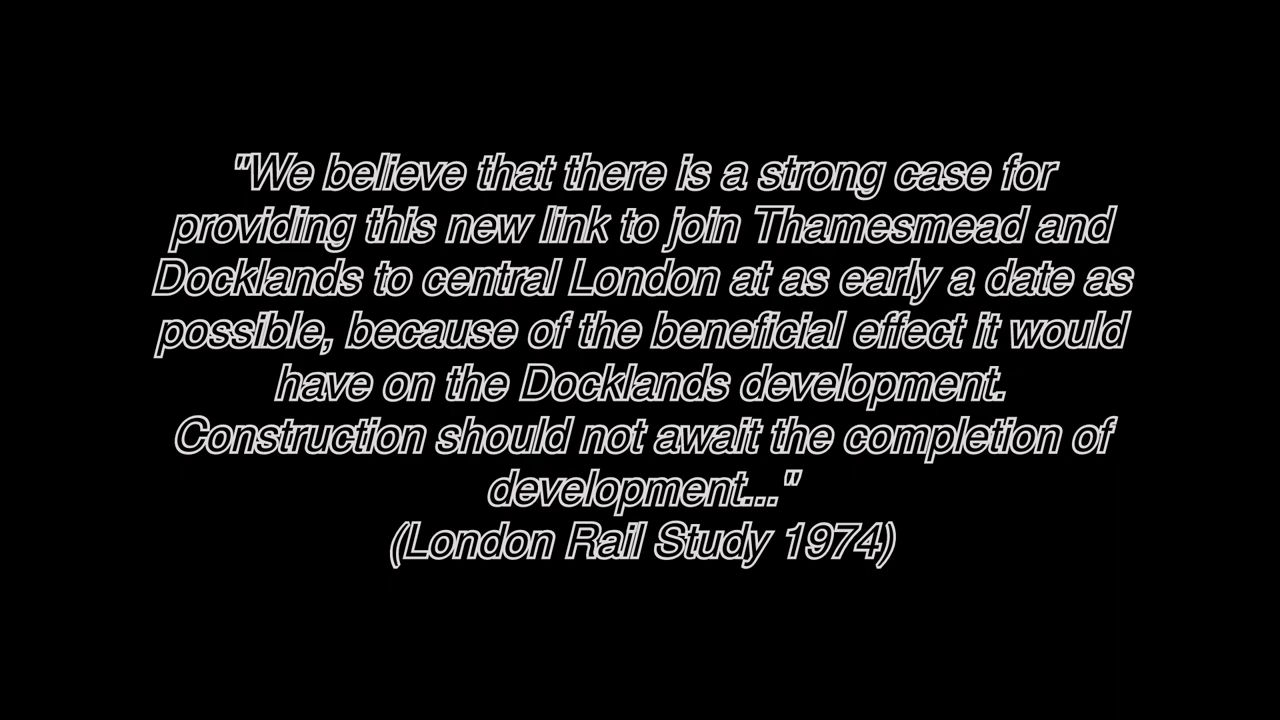 "We believe that there is a strong case for
providing this new link to join Thamesmead and
Docklands to central London at as early a date as
possible, because of the beneficial effect it would
have on the Docklands development.
Construction should not await the completion of
development..."
(London Rail Study 1974)